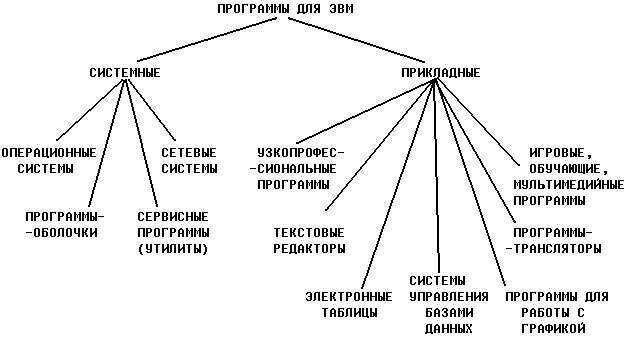 ПРОГРАММЫ ДЛЯ ЭВМ
СИСТЕМНЫЕ
ПРИКЛАДНЫЕ
ОПЕРАЦИОННЫЕ
СИСТЕМЫ
СЕТЕВЫЕ
СИСТЕМЫ
УЗКОПРОФЕС-
-СИОНАЛЬНЫЕ
ПРОГРАММЫ
ИГРОВЫЕ,
ОБУЧАЮЩИЕ,
МУЛЬТИМЕДИЙНЫЕ
ПРОГРАММЫ
ПРОГРАММЫ-
-ОБОЛОЧКИ
СЕРВИСНЫЕ
ПРОГРАММЫ
(УТИЛИТЫ)
ТЕКСТОВЫЕ
РЕДАКТОРЫ
ПРОГРАММЫ-
-ТРАНСЛЯТОРЫ
ЭЛЕКТРОННЫЕ
ТАБЛИЦЫ
СИСТЕМЫ
УПРАВЛЕНИЯ
БАЗАМИ
ДАННЫХ
ПРОГРАММЫ ДЛЯ
РАБОТЫ С
ГРАФИКОЙ